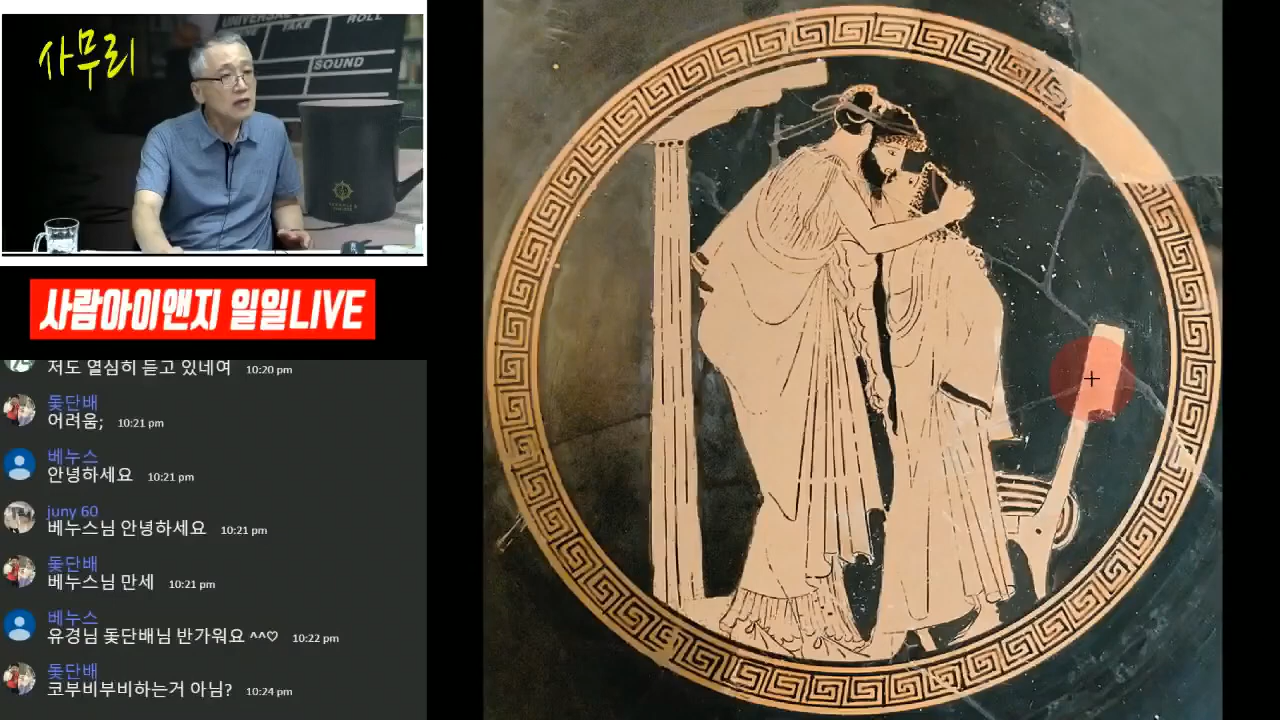 사무리
UNIVERSAL
ROLL
TAKE
SOUND
사람아이앤지 일일LIVE
저도 열심히 듣고 있네여 10:20 pm
돛단배
어려움; 10:21 pm
베누스
안녕하세요 10:21 pm
juny 60
베누스님 안녕하세요 10:21 pm
돛단배
베누스님 만세 10:21 pm
베누스
유경님 돛단배님 반가워요 ^^♡ 10:22 pm
돛단배
코부비부비하는거 아님? 10:24 pm